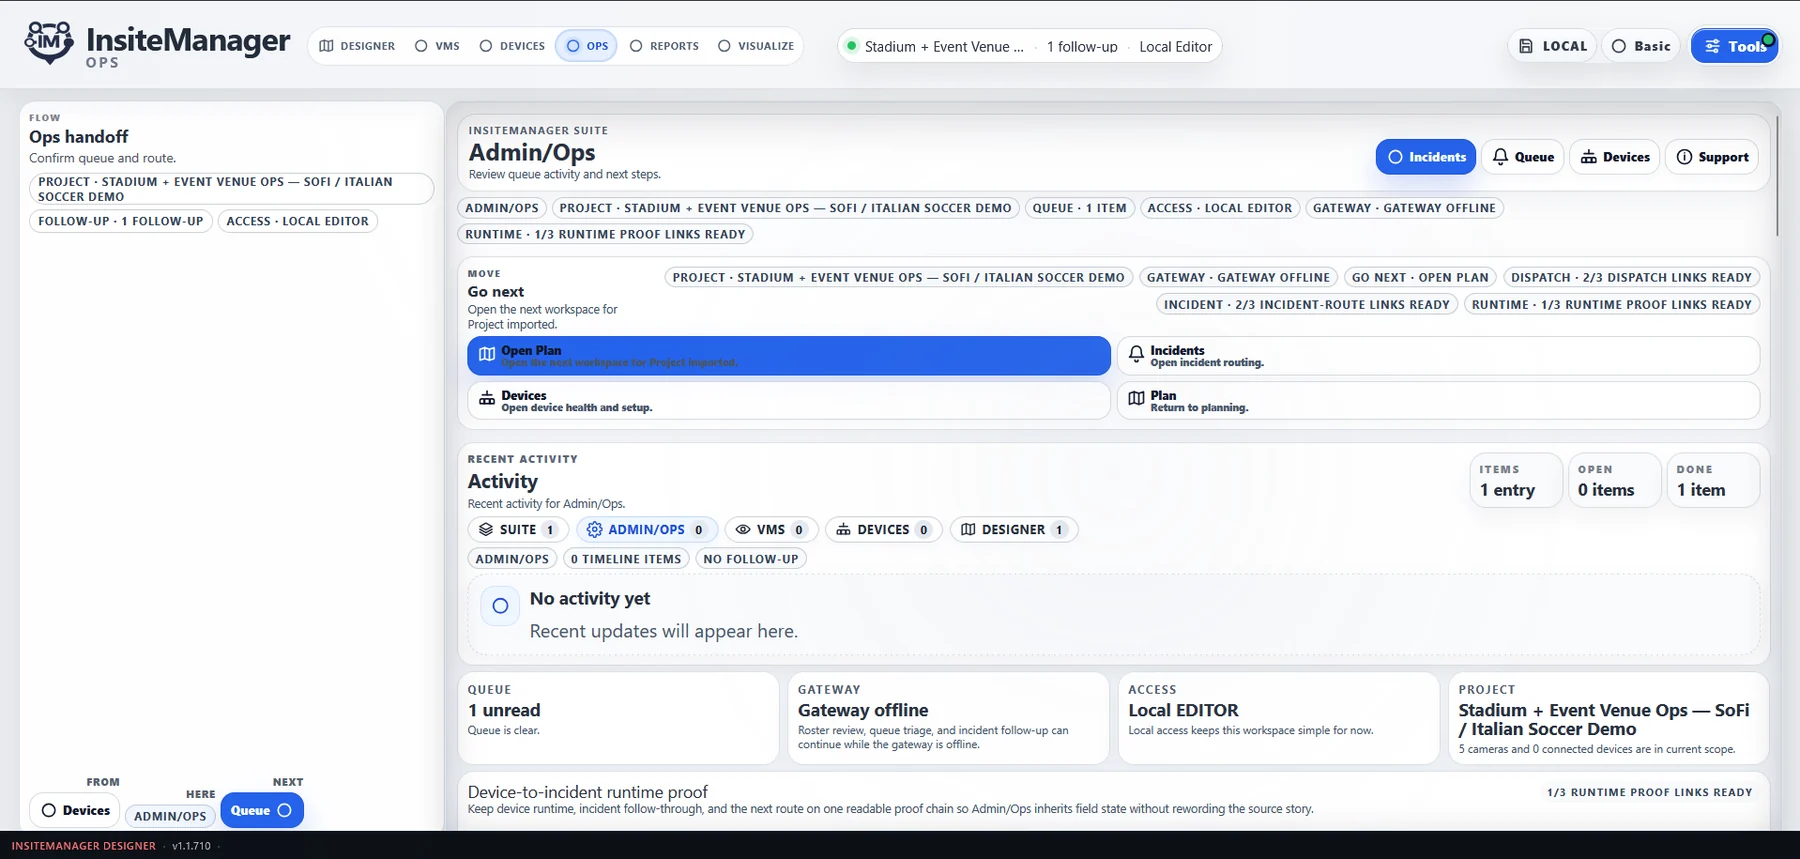 InsiteManager
OPS
DESIGNER
VMS
DEVICES
OPS
REPORTS
VISUALIZE
Stadium + Event Venue ... · 1 follow-up · Local Editor
LOCAL
Basic
Tools
FLOW
Ops handoff
Confirm queue and route.
PROJECT · STADIUM + EVENT VENUE OPS — SOFI / ITALIAN
SOCCER DEMO
FOLLOW-UP · 1 FOLLOW-UP
ACCESS · LOCAL EDITOR
FROM
HERE
NEXT
Devices
ADMIN/OPS
Queue
INSITEMANAGER SUITE
Admin/Ops
Review queue activity and next steps.
Incidents
Queue
Devices
Support
ADMIN/OPS
PROJECT · STADIUM + EVENT VENUE OPS — SOFI / ITALIAN SOCCER DEMO
QUEUE · 1 ITEM
ACCESS · LOCAL EDITOR
GATEWAY · GATEWAY OFFLINE
RUNTIME · 1/3 RUNTIME PROOF LINKS READY
MOVE
Go next
Open the next workspace for
Project imported.
PROJECT · STADIUM + EVENT VENUE OPS — SOFI / ITALIAN SOCCER DEMO
GATEWAY · GATEWAY OFFLINE
GO NEXT · OPEN PLAN
DISPATCH · 2/3 DISPATCH LINKS READY
INCIDENT · 2/3 INCIDENT-ROUTE LINKS READY
RUNTIME · 1/3 RUNTIME PROOF LINKS READY
Open Plan
Open the next workspace for Project imported.
Incidents
Open incident routing.
Devices
Open device health and setup.
Plan
Return to planning.
RECENT ACTIVITY
Activity
Recent activity for Admin/Ops.
ITEMS
1 entry
OPEN
0 items
DONE
1 item
SUITE 1
ADMIN/OPS 0
VMS 0
DEVICES 0
DESIGNER 1
ADMIN/OPS
0 TIMELINE ITEMS
NO FOLLOW-UP
No activity yet
Recent updates will appear here.
QUEUE
1 unread
Queue is clear.
GATEWAY
Gateway offline
Roster review, queue triage, and incident follow-up can
continue while the gateway is offline.
ACCESS
Local EDITOR
Local access keeps this workspace simple for now.
PROJECT
Stadium + Event Venue Ops — SoFi
/ Italian Soccer Demo
5 cameras and 0 connected devices are in current scope.
Device-to-incident runtime proof
Keep device runtime, incident follow-through, and the next route on one readable proof chain so Admin/Ops inherits field state without rewording the source story.
1/3 RUNTIME PROOF LINKS READY
INSITEMANAGER DESIGNER · v1.1.710 ·